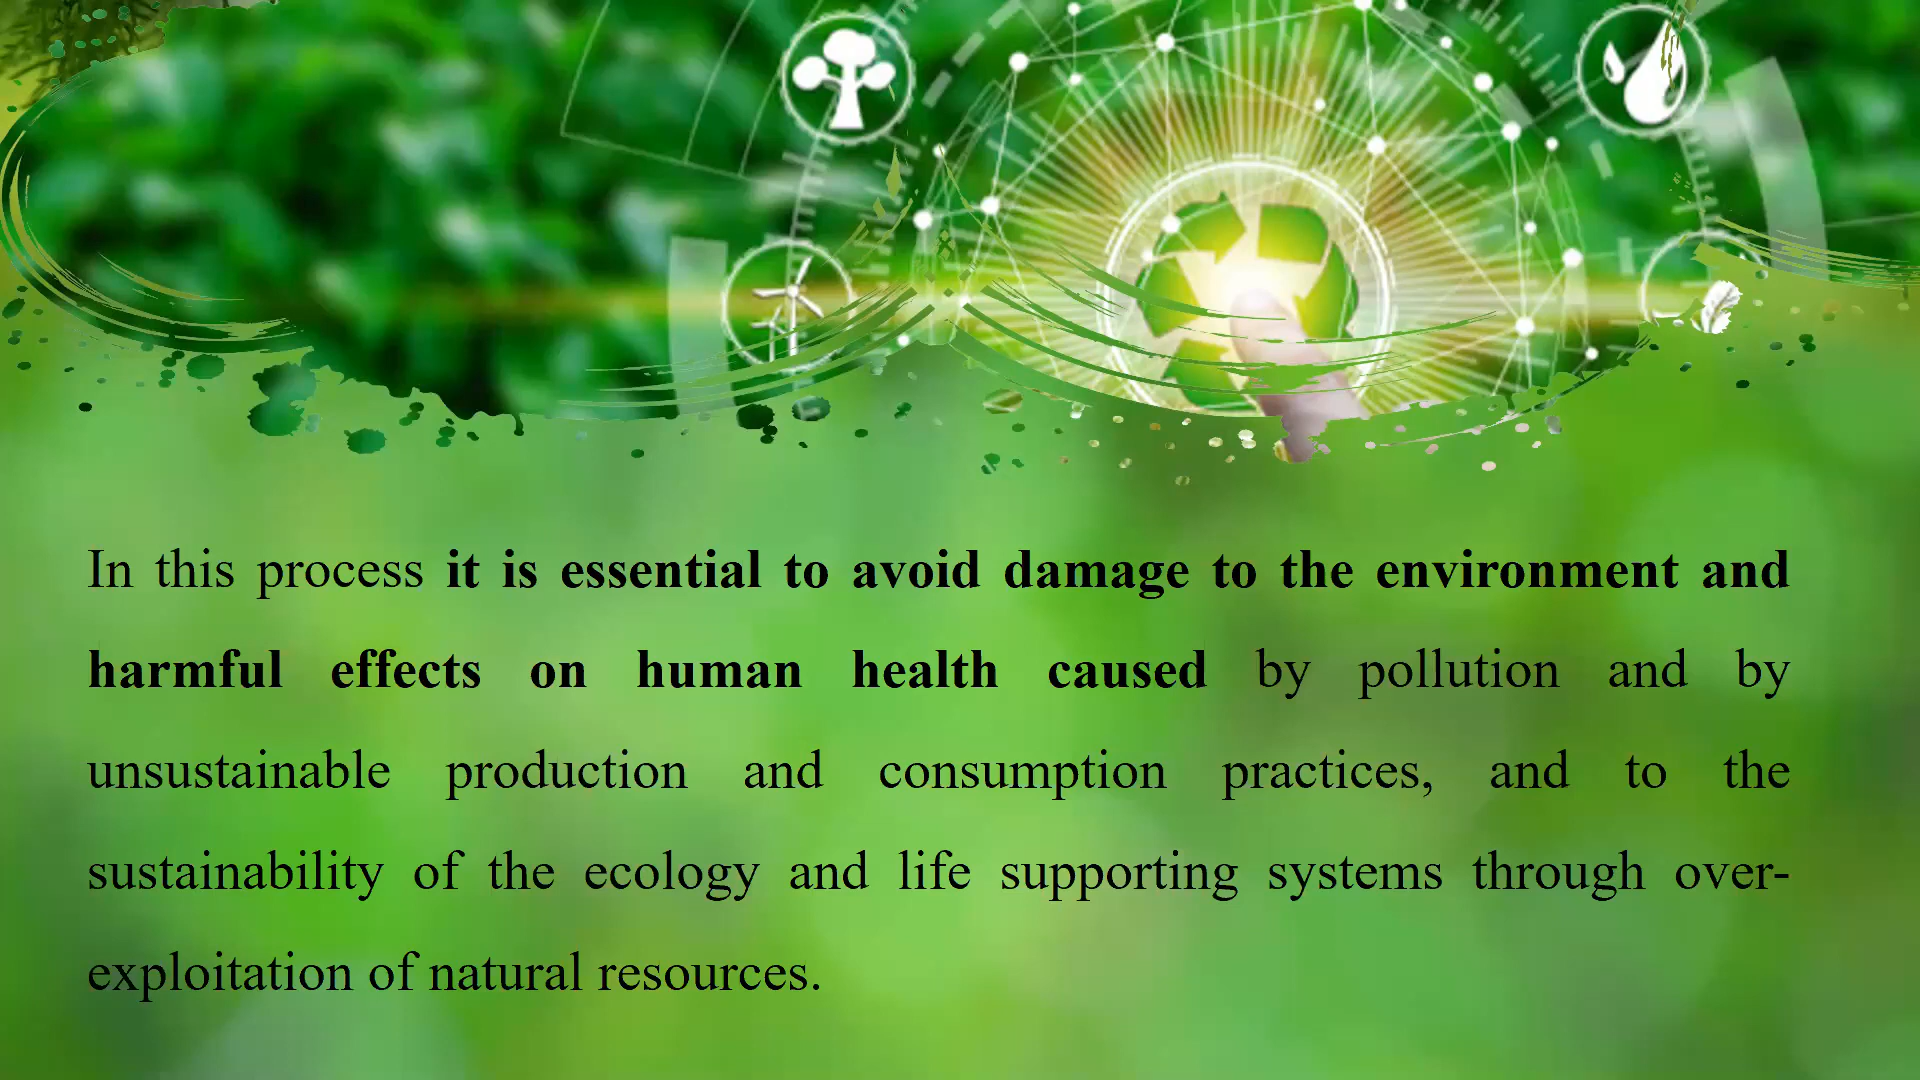 In this process it is essential to avoid damage to the environment and
harmful effects on human health caused by pollution and by
unsustainable production and consumption practices, and to the
sustainability of the ecology and life supporting systems through over-
exploitation of natural resources.